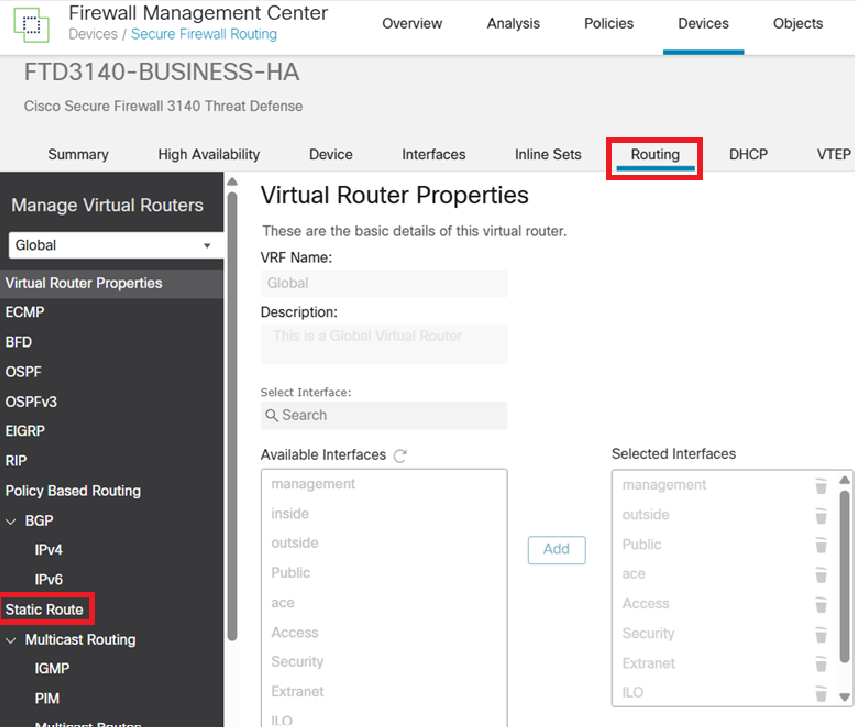 Firewall Management Center
Devices / Secure Firewall Routing
Overview
Analysis
Policies
Devices
Objects
FTD3140-BUSINESS-HA
Cisco Secure Firewall 3140 Threat Defense
Summary
High Availability
Device
Interfaces
Inline Sets
Routing
DHCP
VTEP
Manage Virtual Routers
Global
Virtual Router Properties
ECMP
BFD
OSPF
OSPFv3
EIGRP
RIP
Policy Based Routing
BGP
IPv4
IPv6
Static Route
Multicast Routing
IGMP
PIM
Multicast Routes
Virtual Router Properties
These are the basic details of this virtual router.
VRF Name:
Global
Description:
This is a Global Virtual Router
Select Interface:
Search
Available Interfaces
management
inside
outside
Public
ace
Access
Security
Extranet
ILO
Add
Selected Interfaces
management
outside
Public
ace
Access
Security
Extranet
ILO